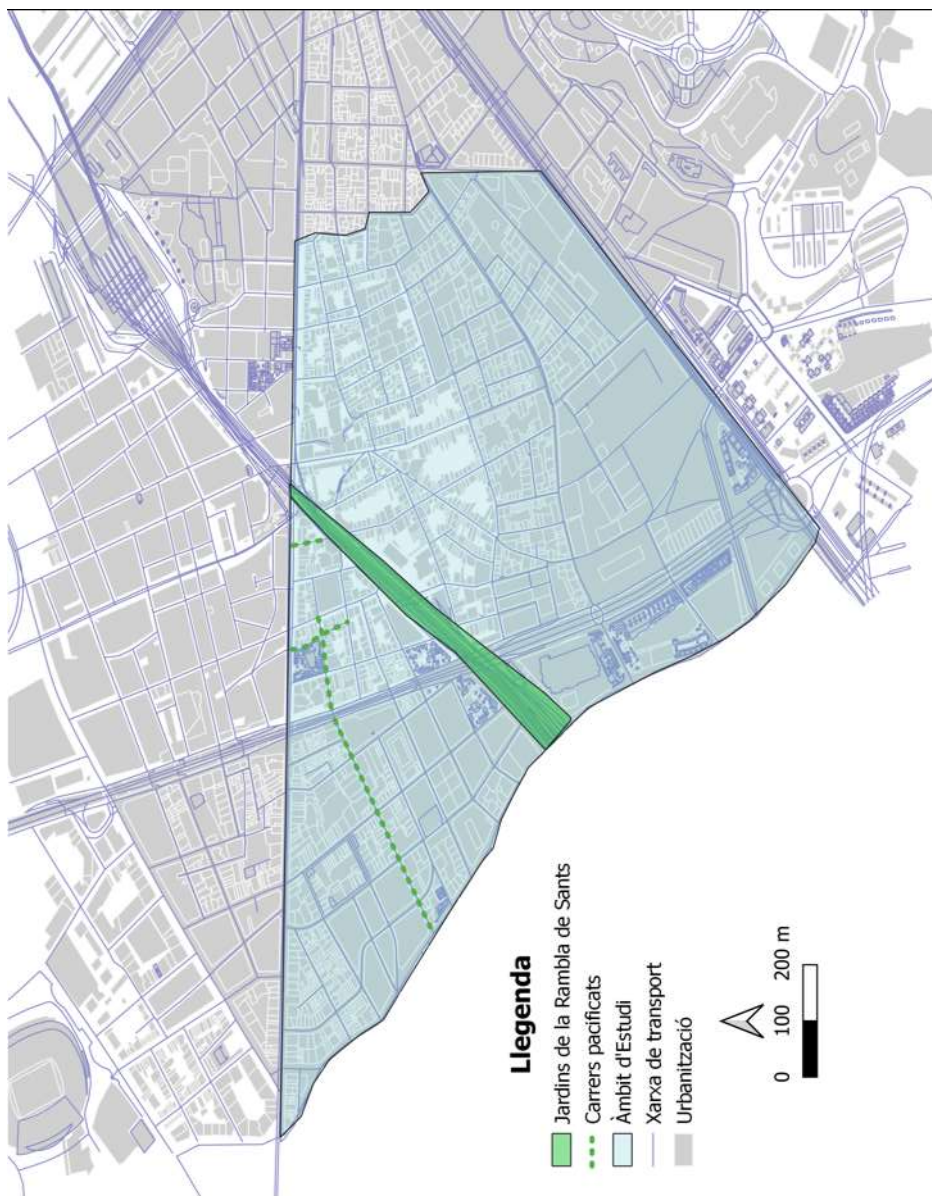 Llegenda
Jardins de la Rambla de Sants
Carrers pacificats
Àmbit d'Estudi
Xarxa de transport
Urbanització
0 100 200 m